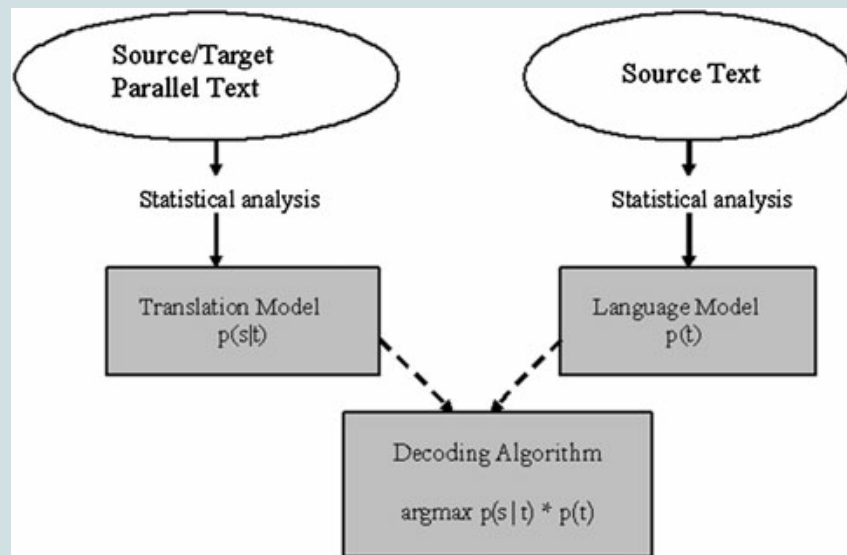 Source/Target
Parallel Text
Source Text
Statistical analysis
Statistical analysis
Translation Model
p(s|t)
Language Model
p(t)
Decoding Algorithm
argmax p(s | t) * p(t)